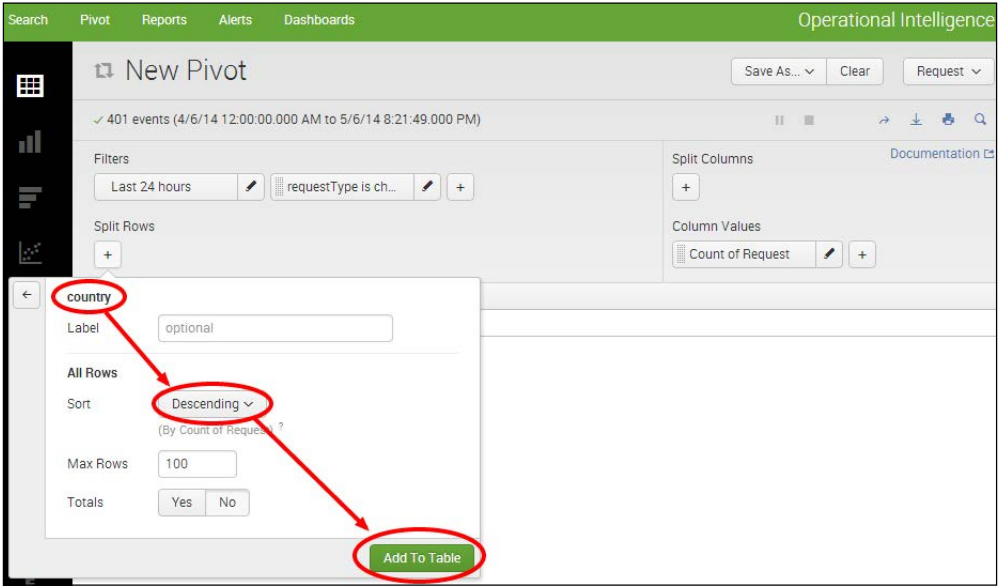 Search Pivot Reports Alerts Dashboards Operational Intelligence
New Pivot Save As... Clear Request
401 events (4/6/14 12:00:00.000 AM to 5/6/14 8:21:49.000 PM)
Documentation
Filters Split Columns
Last 24 hours requestType is ch... + +
Split Rows Column Values
+ Count of Request +
country
Label optional
All Rows
Sort Descending
(By Count of Request) ?
Max Rows 100
Totals Yes No
Add To Table